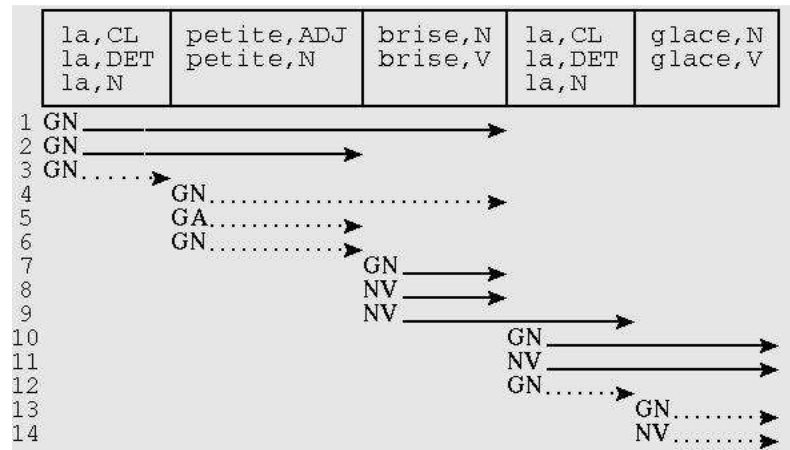 la,CL petite,ADJ brise,N la,CL glace,N
la,DET petite,N brise,V la,DET glace,V
la,N la,N
1 GN
2 GN
3 GN
4 GN
5 GA
6 GN
7 GN
8 NV
9 NV
10 GN
11 NV
12 GN
13 GN
14 NV